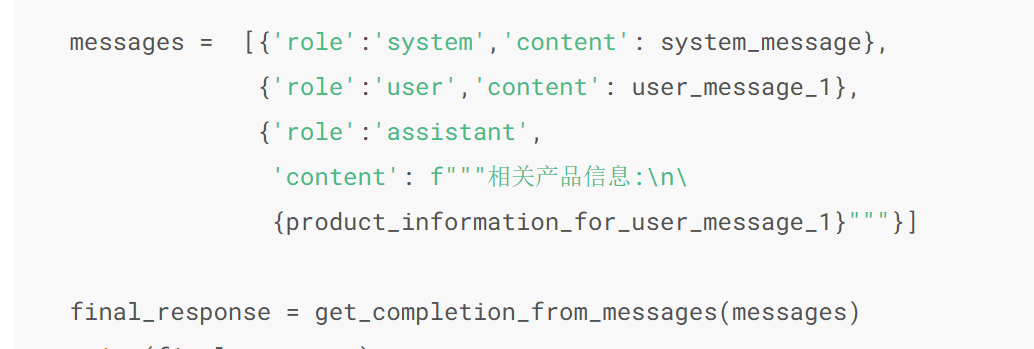 messages =  [{'role':'system','content': system_message},
{'role':'user','content': user_message_1},
{'role':'assistant',
'content': f"""相关产品信息:\n\
{product_information_for_user_message_1}"""}]
final_response = get_completion_from_messages(messages)